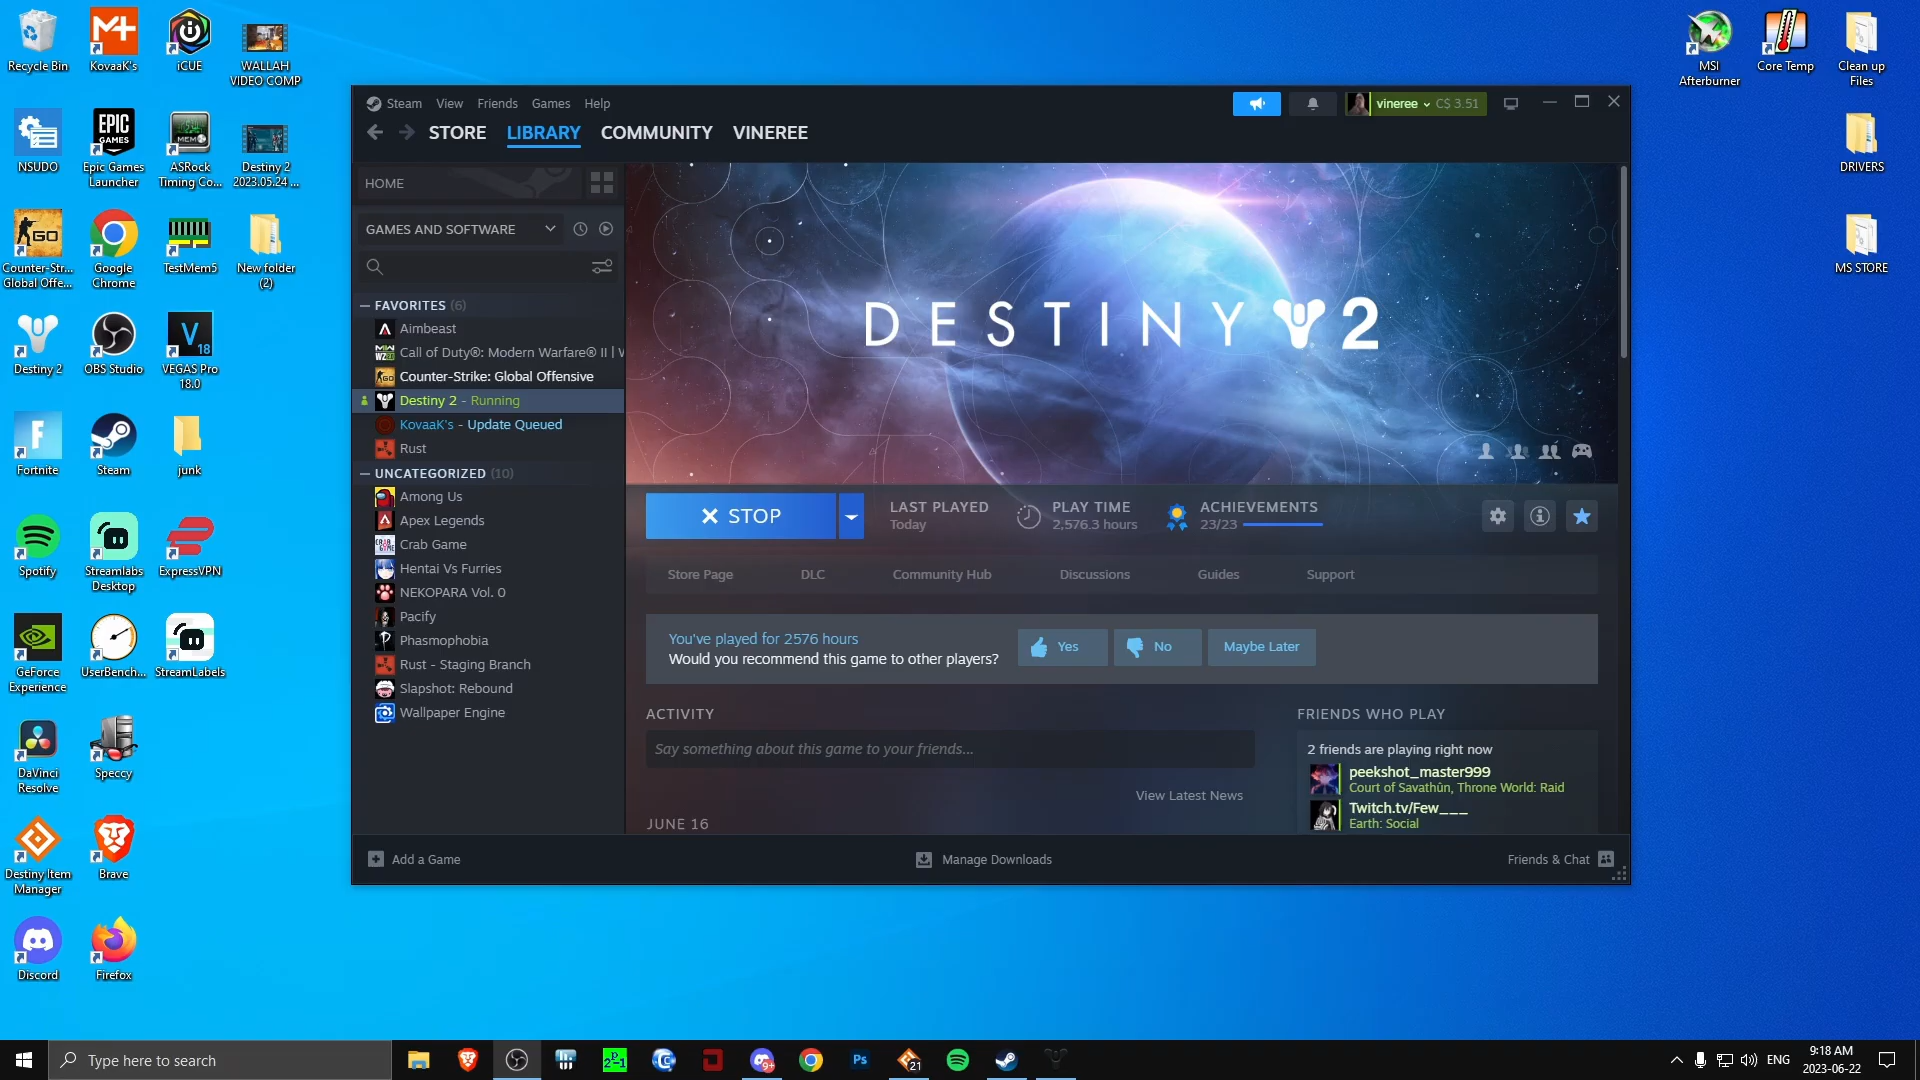 Recycle Bin
KovaaK's
iCUE
WALLAH
VIDEO COMP
NSUDO
Epic Games
Launcher
ASRock
Timing Co...
Destiny 2
2023.05.24 ...
Counter-Str...
Global Offe...
Google
Chrome
TestMem5
New folder
(2)
Destiny 2
OBS Studio
VEGAS Pro
18.0
Fortnite
Steam
junk
Spotify
Streamlabs
Desktop
ExpressVPN
GeForce
Experience
UserBench...
StreamLabels
DaVinci
Resolve
Speccy
Destiny Item
Manager
Brave
Discord
Firefox
MSI
Afterburner
Core Temp
Clean up
Files
DRIVERS
MS STORE
Steam View Friends Games Help
vineree C$ 3.51
STORE LIBRARY COMMUNITY VINEREE
HOME
GAMES AND SOFTWARE
— FAVORITES (6)
Aimbeast
Call of Duty®: Modern Warfare® II | W
Counter-Strike: Global Offensive
Destiny 2 - Running
KovaaK's - Update Queued
Rust
— UNCATEGORIZED (10)
Among Us
Apex Legends
Crab Game
Hentai Vs Furries
NEKOPARA Vol. 0
Pacify
Phasmophobia
Rust - Staging Branch
Slapshot: Rebound
Wallpaper Engine
DESTINY 2
STOP
LAST PLAYED
Today
PLAY TIME
2,576.3 hours
ACHIEVEMENTS
23/23
Store Page DLC Community Hub Discussions Guides Support
You've played for 2576 hours
Would you recommend this game to other players?
Yes No Maybe Later
ACTIVITY
Say something about this game to your friends...
View Latest News
JUNE 16
FRIENDS WHO PLAY
2 friends are playing right now
peekshot_master999
Court of Savathûn, Throne World: Raid
Twitch.tv/Few___
Earth: Social
Add a Game
Manage Downloads
Friends & Chat
Type here to search
ENG
9:18 AM
2023-06-22